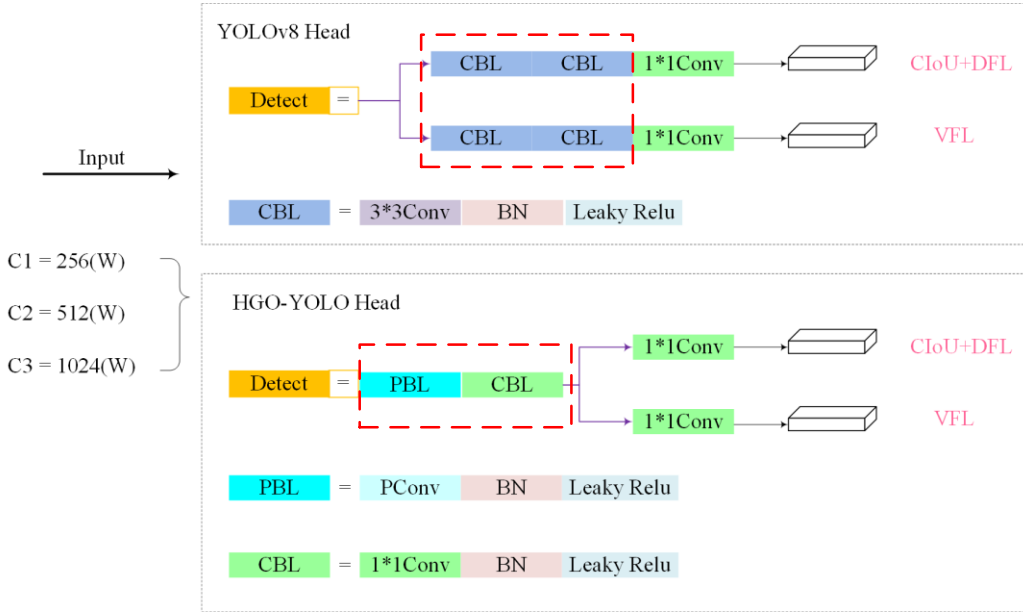 YOLOv8 Head
CBL CBL 1*1Conv CIoU+DFL
Detect =
CBL CBL 1*1Conv VFL
Input
CBL = 3*3Conv BN Leaky Relu
C1 = 256(W)
C2 = 512(W)
C3 = 1024(W)
HGO-YOLO Head
1*1Conv CIoU+DFL
Detect = PBL CBL
1*1Conv VFL
PBL = PConv BN Leaky Relu
CBL = 1*1Conv BN Leaky Relu